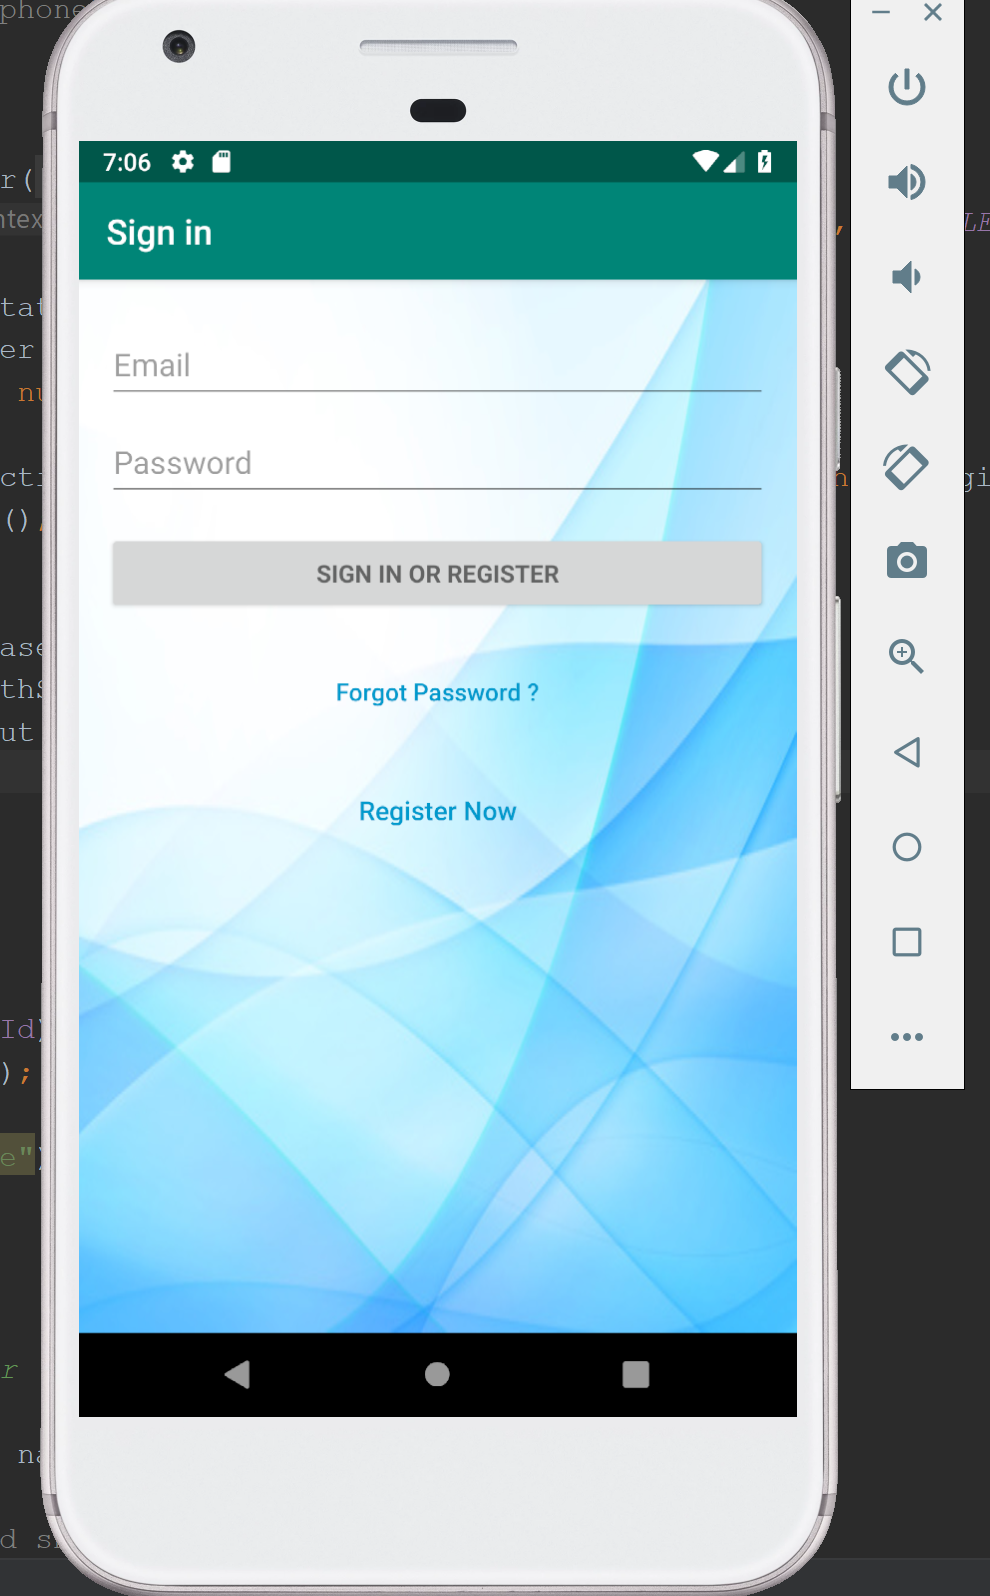 phone
7:06
r(
Sign in
ntex
,
LE
tat
er
Email
nu
Password
ctr
gi
();
SIGN IN OR REGISTER
ase
thS
Forgot Password ?
ut
Register Now
Id)
);
e")
r
na
d s